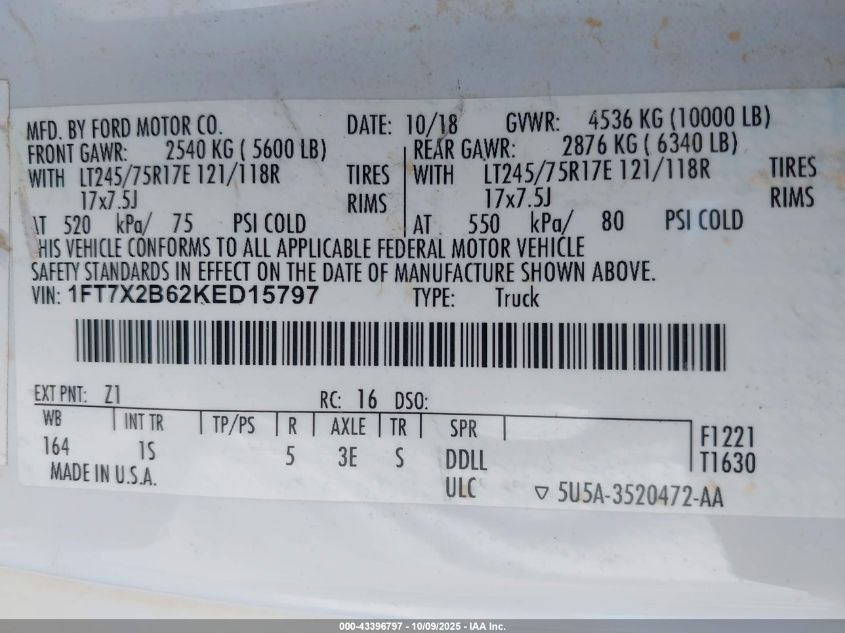 MFD. BY FORD MOTOR CO. DATE: 10/18 GVWR: 4536 KG (10000 LB)
FRONT GAWR: 2540 KG ( 5600 LB) REAR GAWR: 2876 KG ( 6340 LB)
WITH LT245/75R17E 121/118R TIRES WITH LT245/75R17E 121/118R TIRES
17x7.5J RIMS 17x7.5J RIMS
AT 520 kPa/ 75 PSI COLD AT 550 kPa/ 80 PSI COLD
HIS VEHICLE CONFORMS TO ALL APPLICABLE FEDERAL MOTOR VEHICLE
SAFETY STANDARDS IN EFFECT ON THE DATE OF MANUFACTURE SHOWN ABOVE.
VIN: 1FT7X2B62KED15797 TYPE: Truck
EXT PNT: Z1 RC: 16 DSO:
WB INT TR TP/PS R AXLE TR SPR F1221
164 1S 5 3E S DDLL T1630
MADE IN U.S.A. ULC ▽ 5U5A-3520472-AA
000-43396797 - 10/09/2025 - IAA Inc.